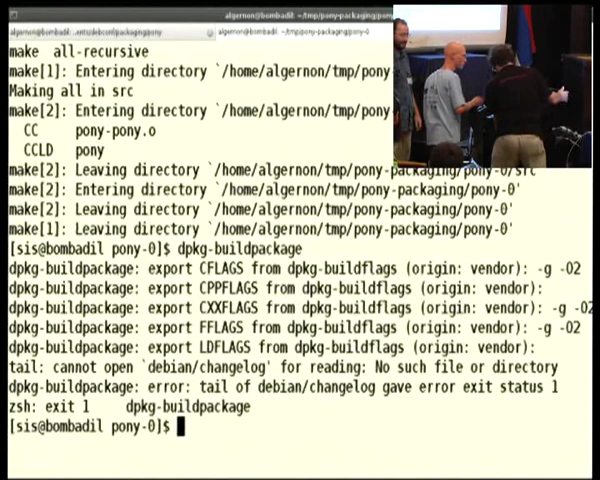 algernon@bombadil: ~/tmp/pony-packaging/pony
algernon@bombadil: ~/tmp/pony-packaging/pony-0
make  all-recursive
make[1]: Entering directory `/home/algernon/tmp/pony-
Making all in src
make[2]: Entering directory `/home/algernon/tmp/pony-
CC     pony-pony.o
CCLD   pony
make[2]: Leaving directory `/home/algernon/tmp/pony-packaging/pony-0/src'
make[2]: Entering directory `/home/algernon/tmp/pony-packaging/pony-0'
make[2]: Leaving directory `/home/algernon/tmp/pony-packaging/pony-0'
make[1]: Leaving directory `/home/algernon/tmp/pony-packaging/pony-0'
[sis@bombadil pony-0]$ dpkg-buildpackage
dpkg-buildpackage: export CFLAGS from dpkg-buildflags (origin: vendor): -g -O2
dpkg-buildpackage: export CPPFLAGS from dpkg-buildflags (origin: vendor):
dpkg-buildpackage: export CXXFLAGS from dpkg-buildflags (origin: vendor): -g -O2
dpkg-buildpackage: export FFLAGS from dpkg-buildflags (origin: vendor): -g -O2
dpkg-buildpackage: export LDFLAGS from dpkg-buildflags (origin: vendor):
tail: cannot open `debian/changelog' for reading: No such file or directory
dpkg-buildpackage: error: tail of debian/changelog gave error exit status 1
zsh: exit 1     dpkg-buildpackage
[sis@bombadil pony-0]$